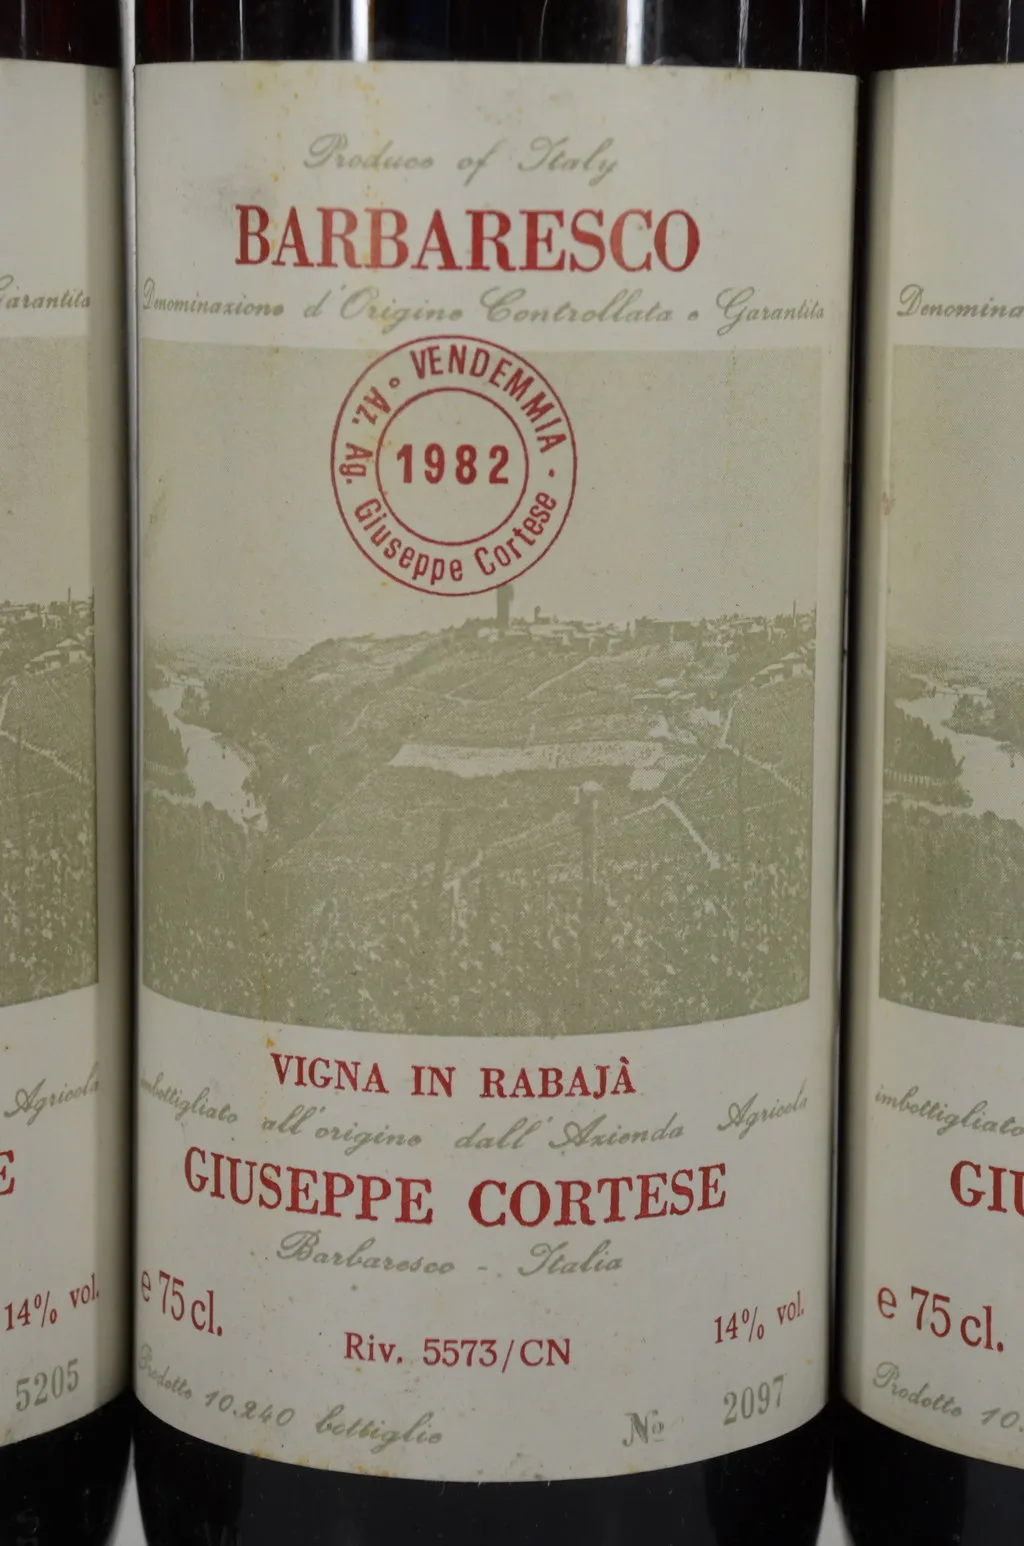 Produce of Italy
BARBARESCO
Denominazione d'Origine Controllata e Garantita
VENDEMMIA · Az. Ag. Giuseppe Cortese
1982
VIGNA IN RABAJÀ
imbottigliato all'origine dall'Azienda Agricola
GIUSEPPE CORTESE
Barbaresco - Italia
e 75 cl.
14% vol.
Riv. 5573/CN
Prodotte 10.240 bottiglie
No 2097
Garantita
Agricola
E
14% vol.
5205
Denomina
imbottigliato
GIU
e 75 cl.
Prodotte 10.